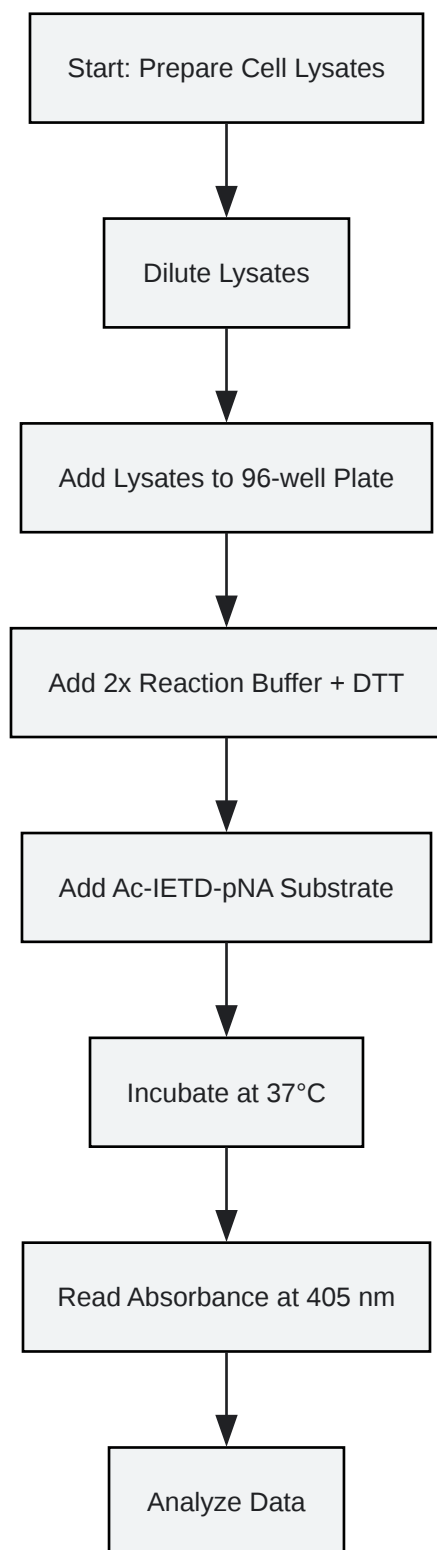 Start: Prepare Cell Lysates
Dilute Lysates
Add Lysates to 96-well Plate
Add 2x Reaction Buffer + DTT
Add Ac-IETD-pNA Substrate
Incubate at 37°C
Read Absorbance at 405 nm
Analyze Data